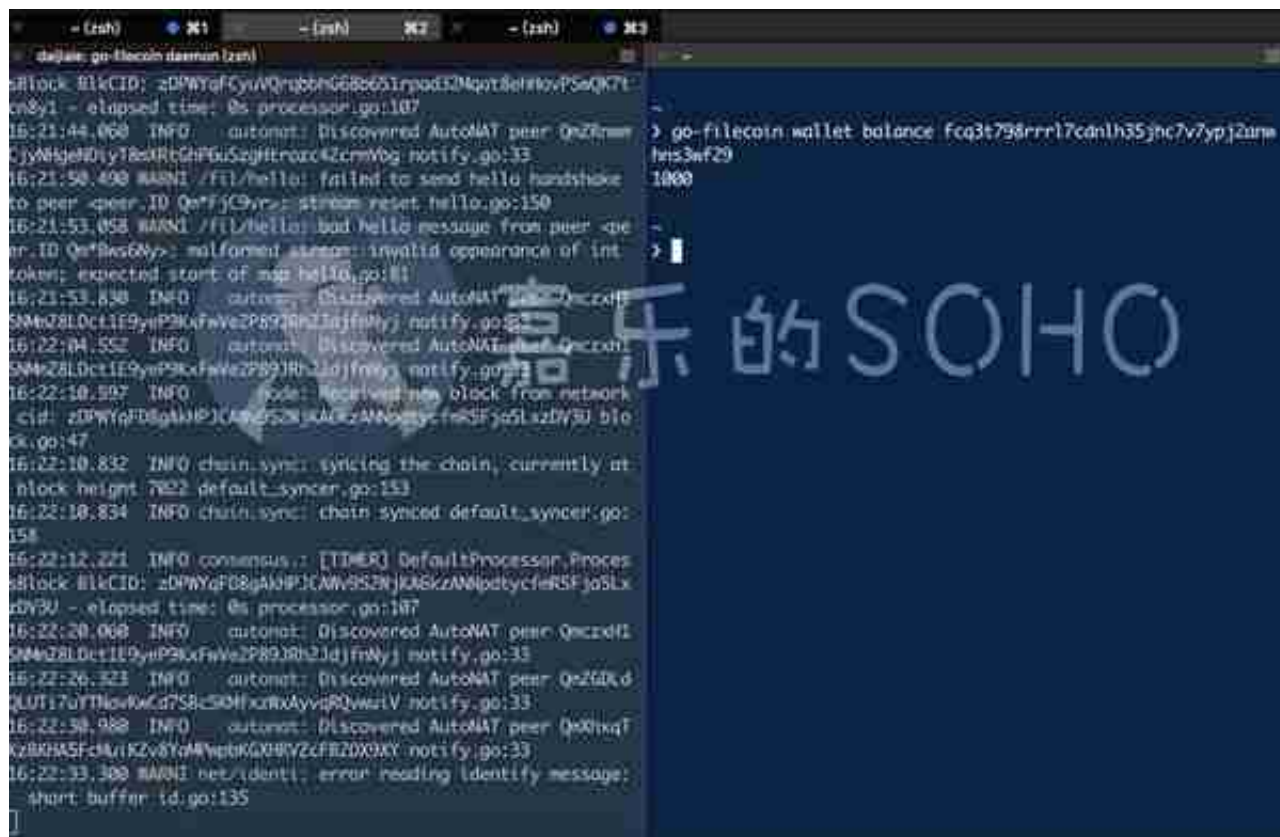 ~ (zsh) ⌘1 ~ (zsh) ⌘2 ~ (zsh) ⌘3
daijiale: go-filecoin daemon (zsh)
sBlock BlkCID:
cn8y1 - elapsed time: 0s processor.go:107
16:21:44.060 INFO autonat: Discovered AutoNAT peer
notify.go:33
16:21:50.490 WARNI /fil/hello: failed to send hello handshake
to peer <peer.ID Qm*FjC9vr>: stream reset hello.go:150
16:21:53.058 WARNI /fil/hello: bad hello message from peer <pe
er.ID Qm*Bws6Ny>: malformed stream: invalid appearance of int
token; expected start of map hello.go:81
16:21:53.830 INFO autonat: Discovered AutoNAT peer QmczxH1
notify.go:33
16:22:04.552 INFO autonat: Discovered AutoNAT peer QmczxH1
notify.go:33
16:22:10.597 INFO node: Received new block from network
cid: blo
ck.go:47
16:22:10.832 INFO chain.sync: syncing the chain, currently at
block height 7022 default_syncer.go:153
16:22:10.834 INFO chain.sync: chain synced default_syncer.go:
158
16:22:12.221 INFO consensus.: [TIMER] DefaultProcessor.Proces
sBlock BlkCID:
zDV3U - elapsed time: 0s processor.go:107
16:22:20.060 INFO autonat: Discovered AutoNAT peer QmczxH1
notify.go:33
16:22:26.323 INFO autonat: Discovered AutoNAT peer QmZGDLd
notify.go:33
16:22:30.980 INFO autonat: Discovered AutoNAT peer QmXhxqT
notify.go:33
16:22:33.300 WARNI net/identi: error reading identify message:
short buffer id.go:135
~
> go-filecoin wallet balance fcq3t798rrrl7cdnlh35jhc7v7ypj2anw
hns3wf29
1000
~
>
嘉乐的SOHO